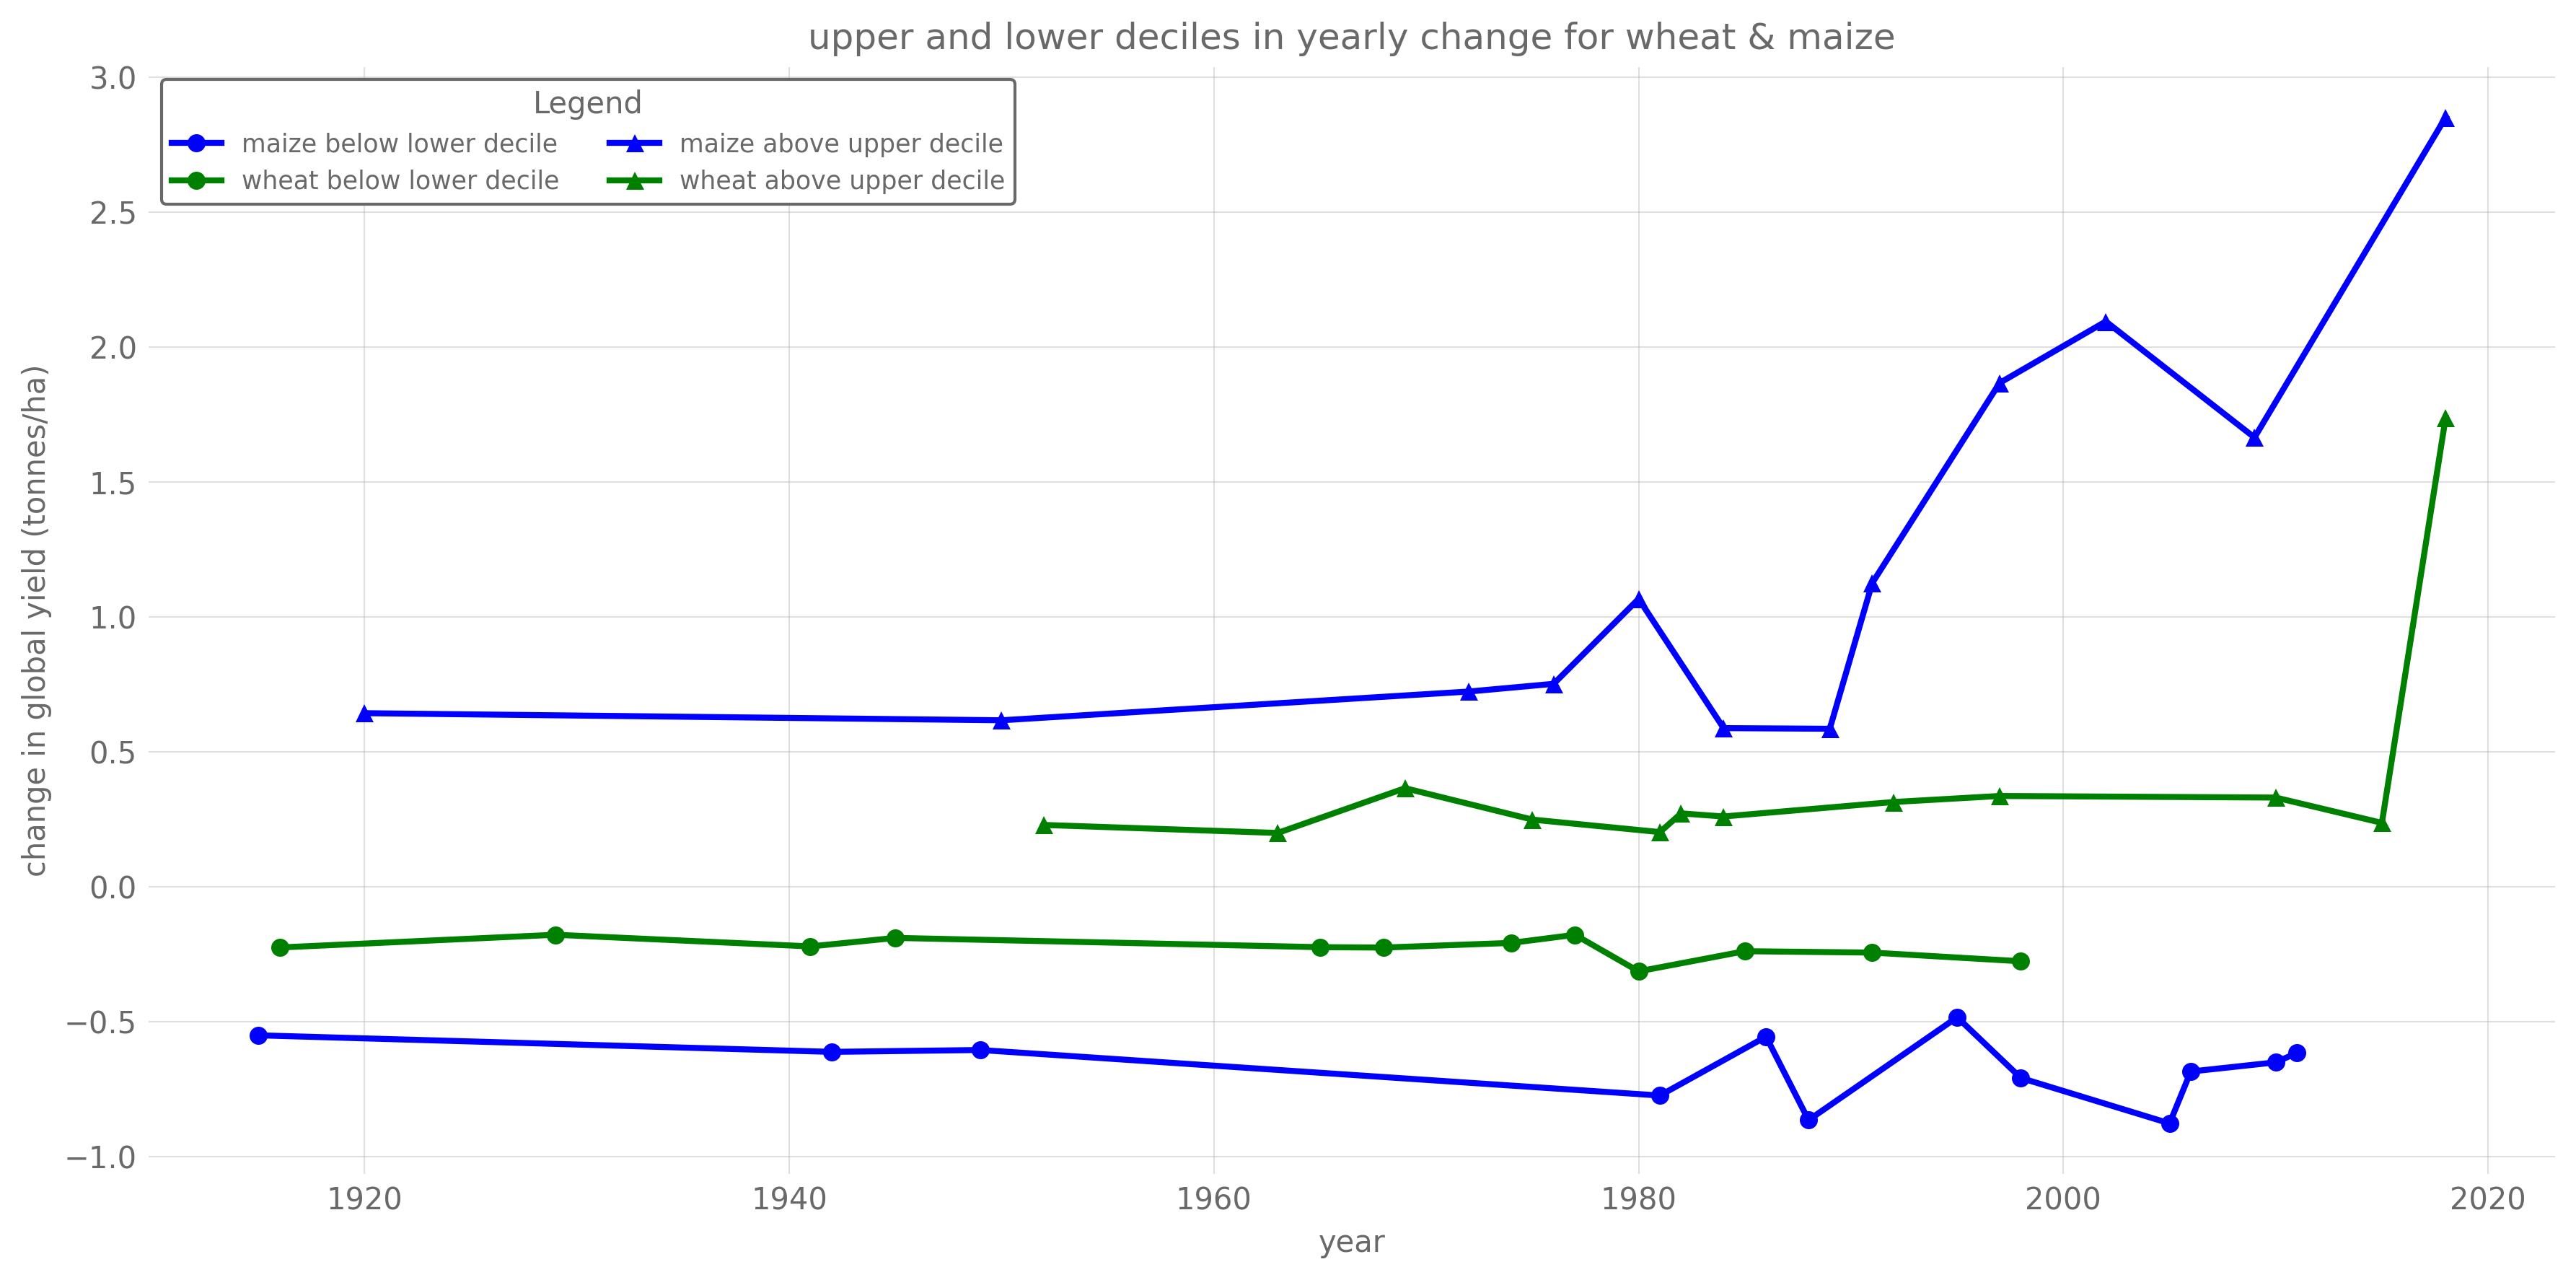 upper and lower deciles in yearly change for wheat & maize
Legend
maize below lower decile
wheat below lower decile
maize above upper decile
wheat above upper decile
change in global yield (tonnes/ha)
3.0
2.5
2.0
1.5
1.0
0.5
0.0
−0.5
−1.0
1920 1940 1960 1980 2000 2020
year